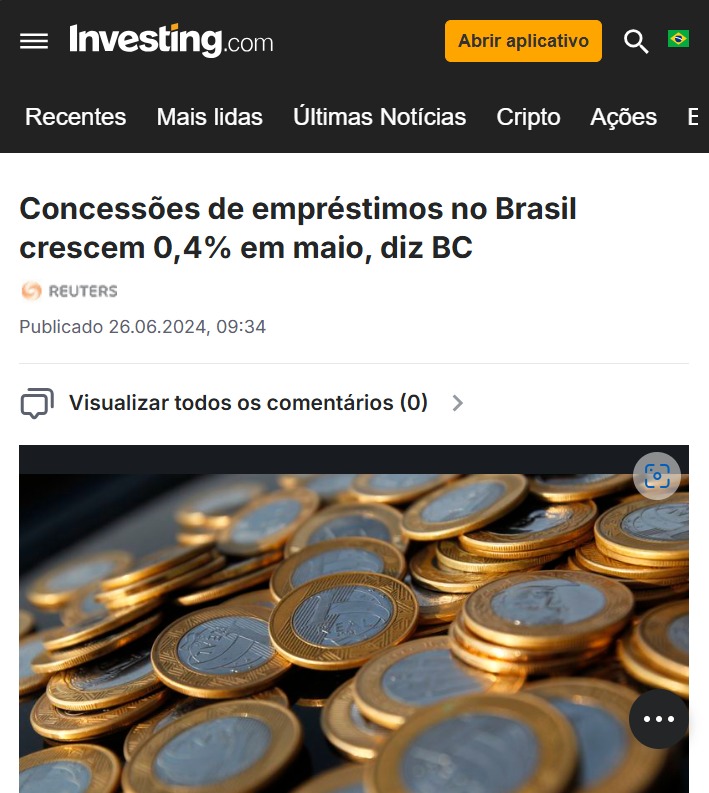 Investing.com
Abrir aplicativo
Recentes Mais lidas Últimas Notícias Cripto Ações E
Concessões de empréstimos no Brasil
crescem 0,4% em maio, diz BC
REUTERS
Publicado 26.06.2024, 09:34
Visualizar todos os comentários (0)